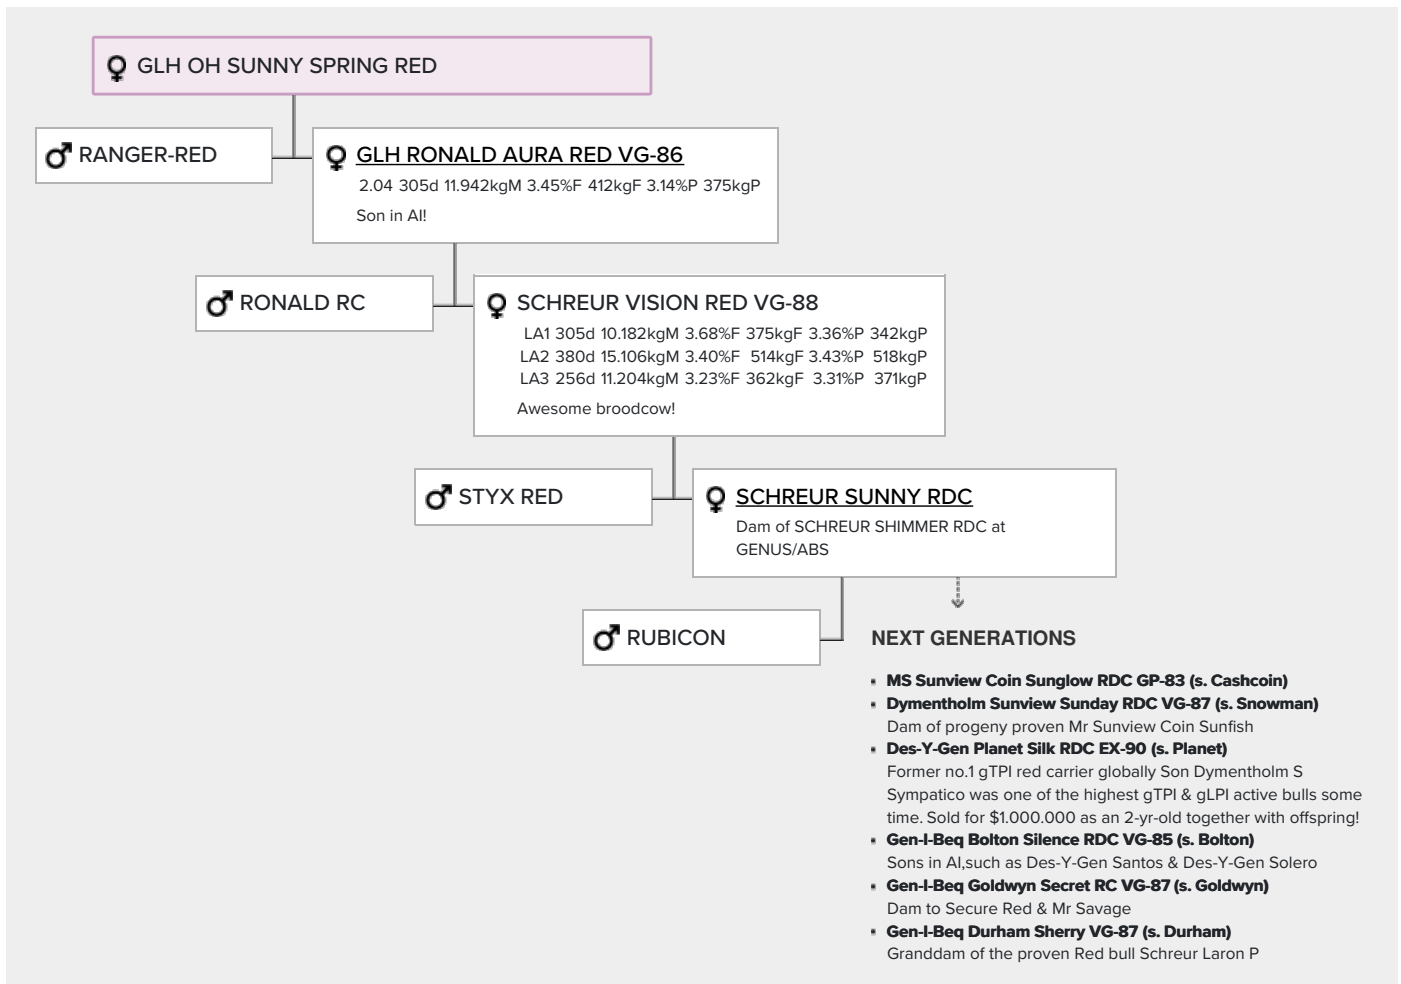 GLH OH SUNNY SPRING RED
RANGER-RED
GLH RONALD AURA RED VG-86
2.04 305d 11.942kgM 3.45%F 412kgF 3.14%P 375kgP
Son in AI!
RONALD RC
SCHREUR VISION RED VG-88
LA1 305d 10.182kgM 3.68%F 375kgF 3.36%P 342kgP
LA2 380d 15.106kgM 3.40%F 514kgF 3.43%P 518kgP
LA3 256d 11.204kgM 3.23%F 362kgF 3.31%P 371kgP
Awesome broodcow!
STYX RED
SCHREUR SUNNY RDC
Dam of SCHREUR SHIMMER RDC at
GENUS/ABS
RUBICON
NEXT GENERATIONS
MS Sunview Coin Sunglow RDC GP-83 (s. Cashcoin)
Dymentholm Sunview Sunday RDC VG-87 (s. Snowman)
Dam of progeny proven Mr Sunview Coin Sunfish
Des-Y-Gen Planet Silk RDC EX-90 (s. Planet)
Former no.1 gTPI red carrier globally Son Dymentholm S
Sympatico was one of the highest gTPI & gLPI active bulls some
time. Sold for $1.000.000 as an 2-yr-old together with offspring!
Gen-I-Beq Bolton Silence RDC VG-85 (s. Bolton)
Sons in AI,such as Des-Y-Gen Santos & Des-Y-Gen Solero
Gen-I-Beq Goldwyn Secret RC VG-87 (s. Goldwyn)
Dam to Secure Red & Mr Savage
Gen-I-Beq Durham Sherry VG-87 (s. Durham)
Granddam of the proven Red bull Schreur Laron P